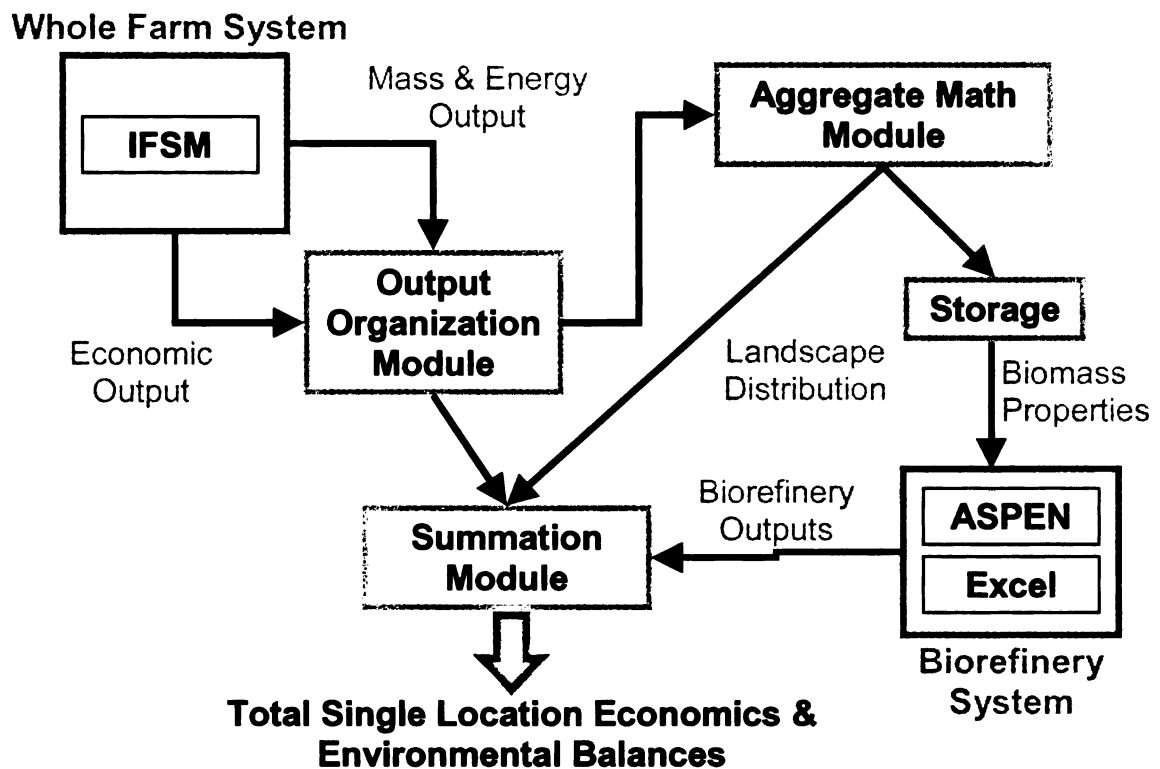 Whole Farm System
IFSM
Mass & Energy
Output
Aggregate Math
Module
Output
Organization
Module
Economic
Output
Storage
Landscape
Distribution
Biomass
Properties
Biorefinery
Outputs
ASPEN
Excel
Summation
Module
Biorefinery
System
Total Single Location Economics &
Environmental Balances